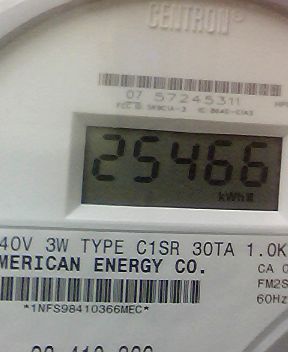 CENTRON®
07 57245311
25466
kWh
40V 3W TYPE C1SR 30TA 1.0K
MERICAN ENERGY CO.
CA 0
FM2S
60Hz
*1NFS98410366MEC*